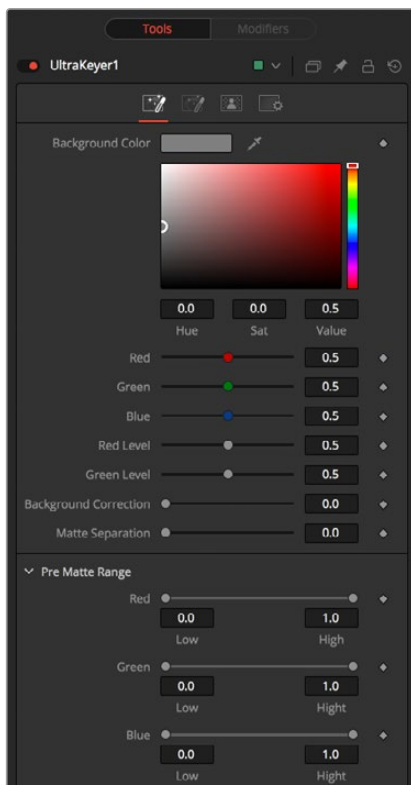 Tools Modifiers
UltraKeyer1
Background Color
0.0 0.0 0.5
Hue Sat Value
Red 0.5
Green 0.5
Blue 0.5
Red Level 0.5
Green Level 0.5
Background Correction 0.0
Matte Separation 0.0
Pre Matte Range
Red
0.0 1.0
Low High
Green
0.0 1.0
Low Hight
Blue
0.0 1.0
Low Hight